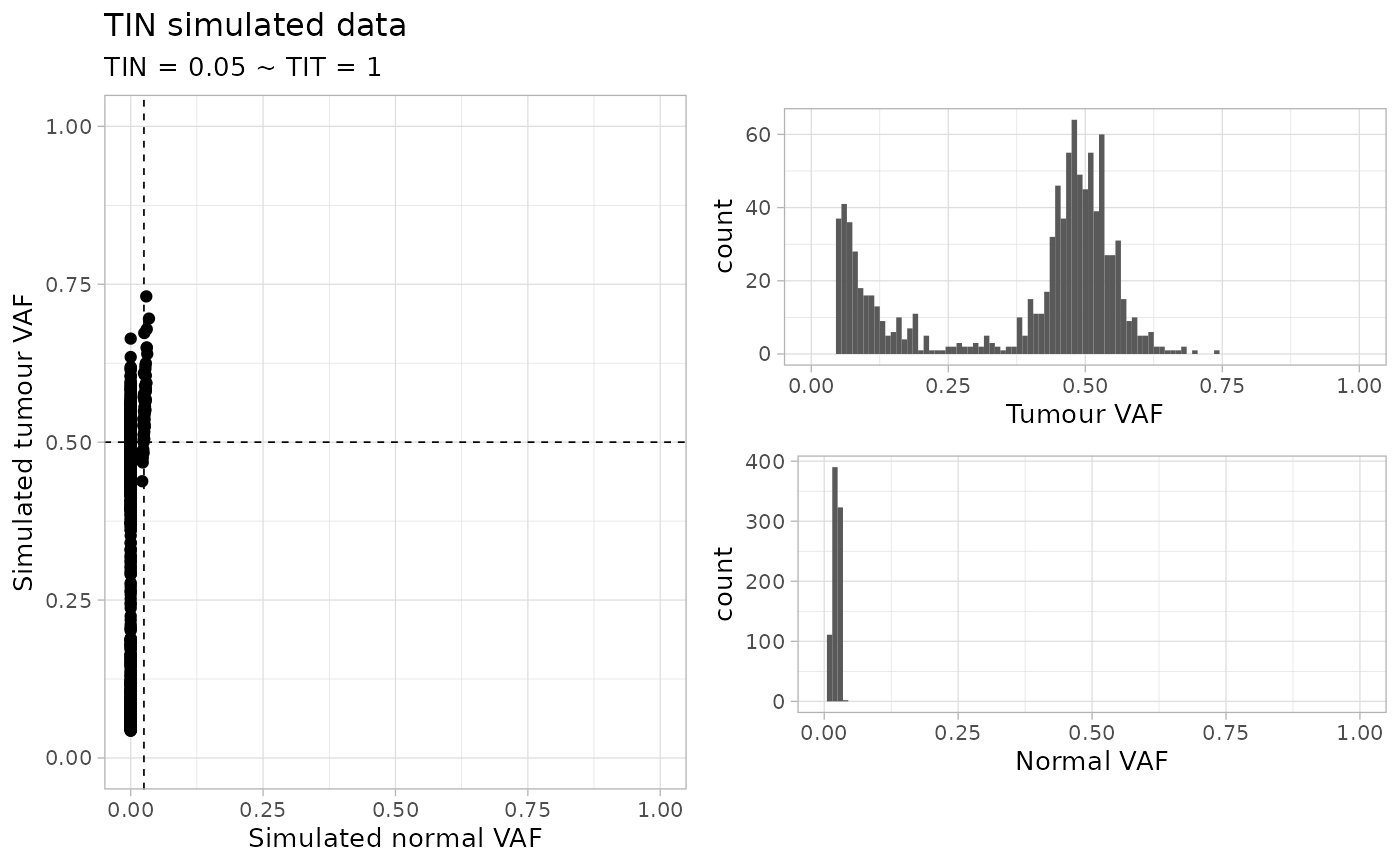 TIN simulated data
TIN = 0.05 ~ TIT = 1
Simulated tumour VAF
1.00
0.75
0.50
0.25
0.00
0.00 0.25 0.50 0.75 1.00
Simulated normal VAF
count
60
40
20
0
0.00 0.25 0.50 0.75 1.00
Tumour VAF
count
400
300
200
100
0
0.00 0.25 0.50 0.75 1.00
Normal VAF